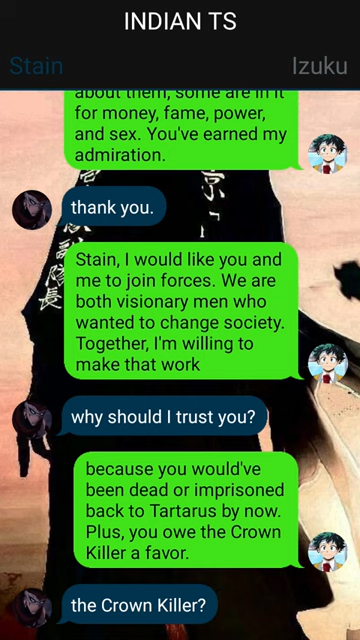 INDIAN TS
Stain
Izuku
about them, some are in it
for money, fame, power,
and sex. You've earned my
admiration.
thank you.
Stain, I would like you and
me to join forces. We are
both visionary men who
wanted to change society.
Together, I'm willing to
make that work
why should I trust you?
because you would've
been dead or imprisoned
back to Tartarus by now.
Plus, you owe the Crown
Killer a favor.
the Crown Killer?